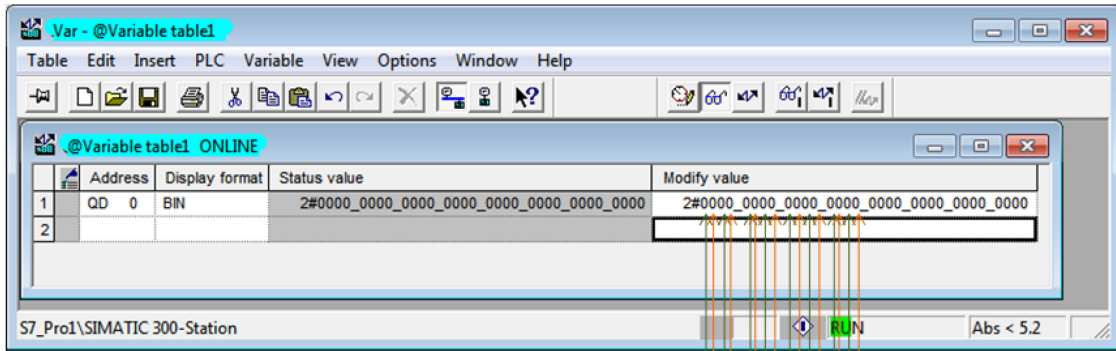 Var - @Variable table1
Table Edit Insert PLC Variable View Options Window Help
@Variable table1 ONLINE
Address Display format Status value Modify value
1 QD 0 BIN 2#0000_0000_0000_0000_0000_0000_0000_0000 2#0000_0000_0000_0000_0000_0000_0000_0000
2
S7_Pro1\SIMATIC 300-Station RUN Abs < 5.2